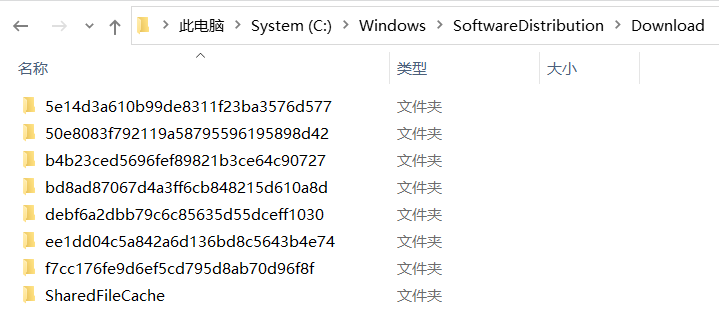 此电脑 > System (C:) > Windows > SoftwareDistribution > Download
名称 类型 大小
5e14d3a610b99de8311f23ba3576d577 文件夹
50e8083f792119a58795596195898d42 文件夹
b4b23ced5696fef89821b3ce64c90727 文件夹
bd8ad87067d4a3ff6cb848215d610a8d 文件夹
debf6a2dbb79c6c85635d55dceff1030 文件夹
ee1dd04c5a842a6d136bd8c5643b4e74 文件夹
f7cc176fe9d6ef5cd795d8ab70d96f8f 文件夹
SharedFileCache 文件夹